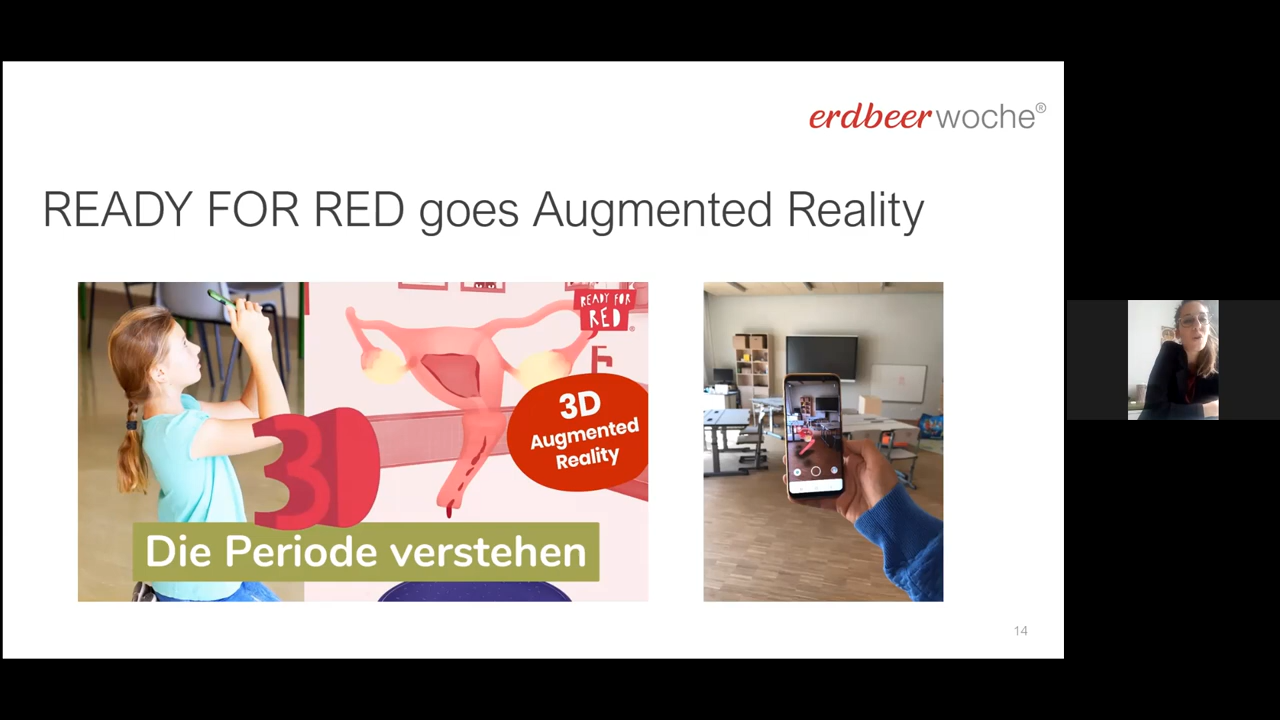 erdbeerwoche®
READY FOR RED goes Augmented Reality
READY FOR
RED
3D
Augmented
Reality
3D
Die Periode verstehen
14